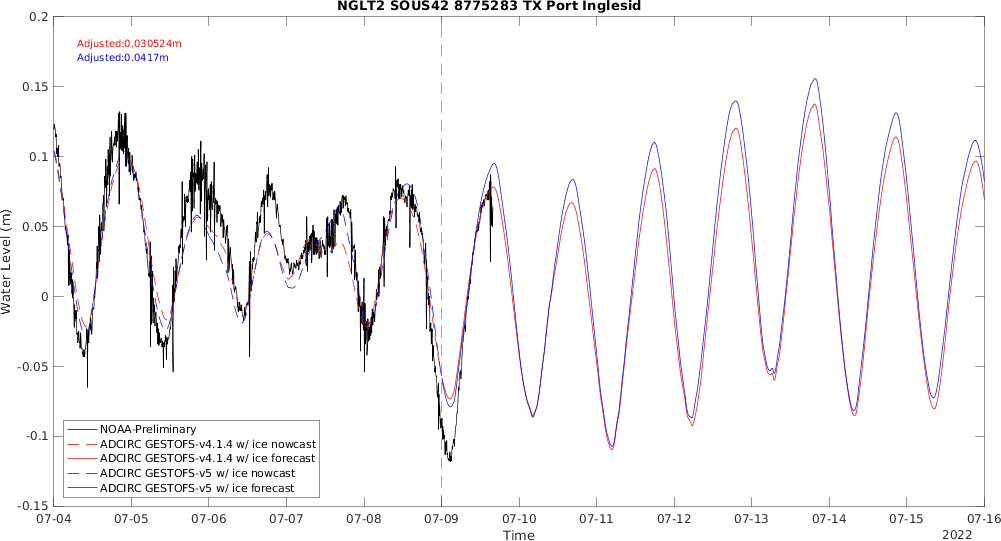 NGLT2 SOUS42 8775283 TX Port Inglesid
Adjusted:0.030524m
Adjusted:0.0417m
0.2
0.15
0.1
0.05
0
-0.05
-0.1
-0.15
Water Level (m)
NOAA-Preliminary
ADCIRC GESTOFS-v4.1.4 w/ ice nowcast
ADCIRC GESTOFS-v4.1.4 w/ ice forecast
ADCIRC GESTOFS-v5 w/ ice nowcast
ADCIRC GESTOFS-v5 w/ ice forecast
07-04 07-05 07-06 07-07 07-08 07-09 07-10 07-11 07-12 07-13 07-14 07-15 07-16
Time
2022